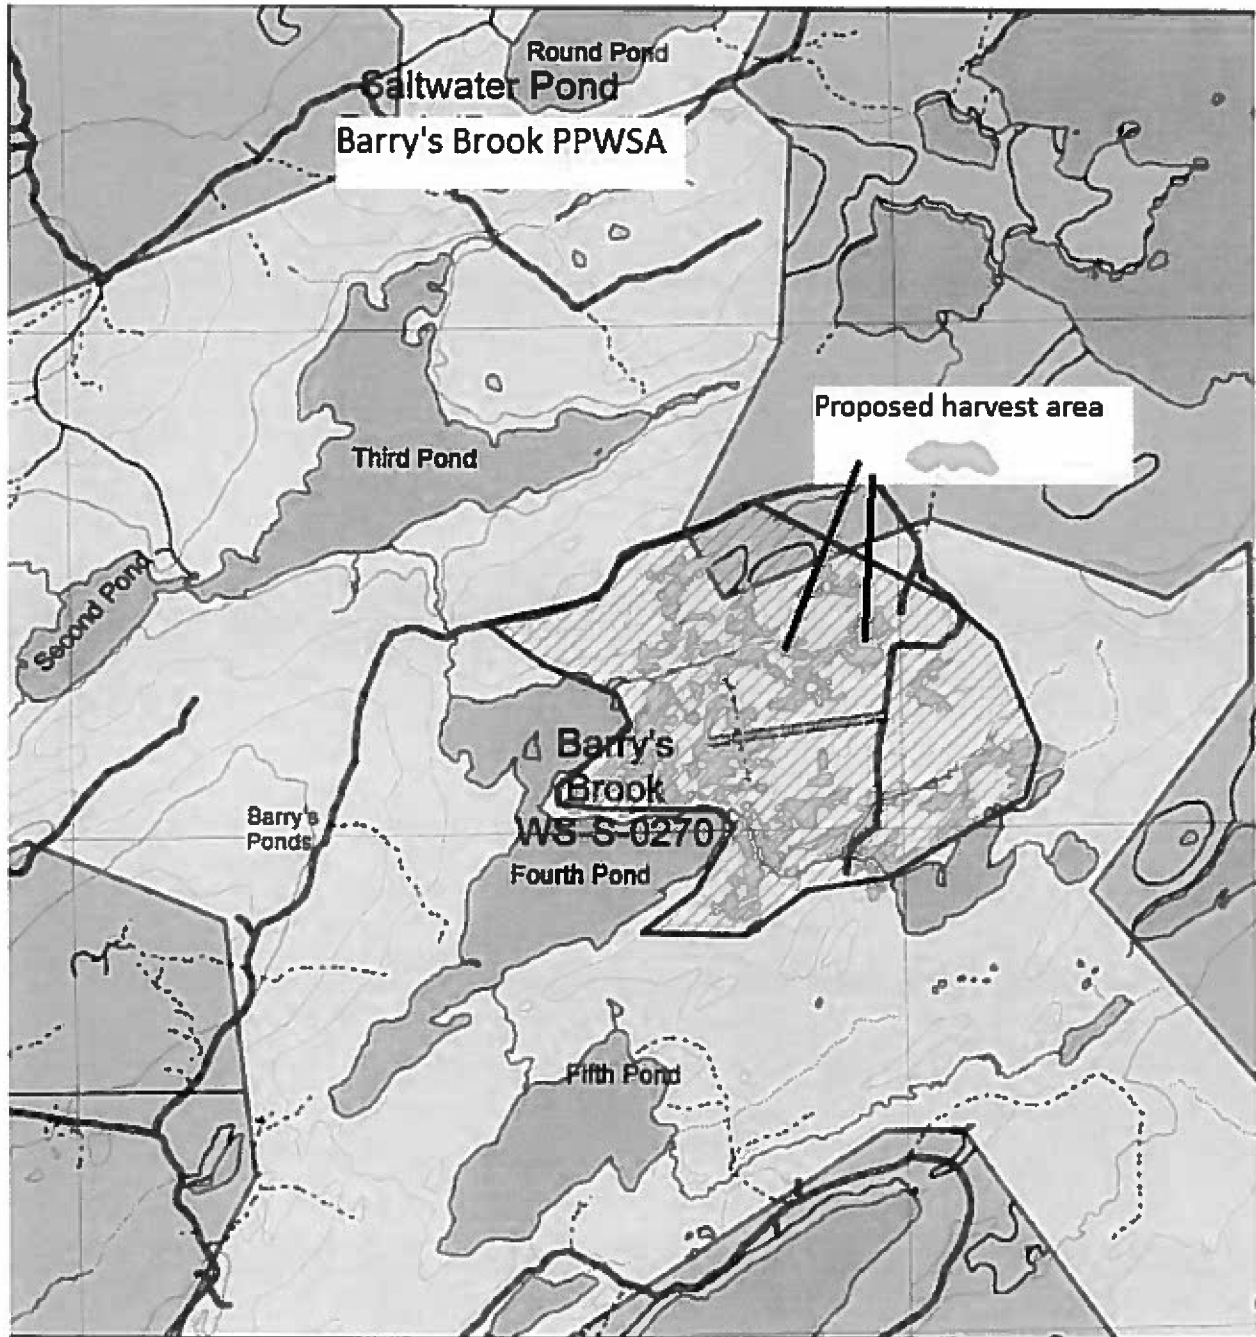 Round Pond
Saltwater Pond
Barry's Brook PPWSA
Proposed harvest area
Third Pond
Second Pond
Barry's
Brook
WS-S-0270
Barry's
Ponds
Fourth Pond
Fifth Pond